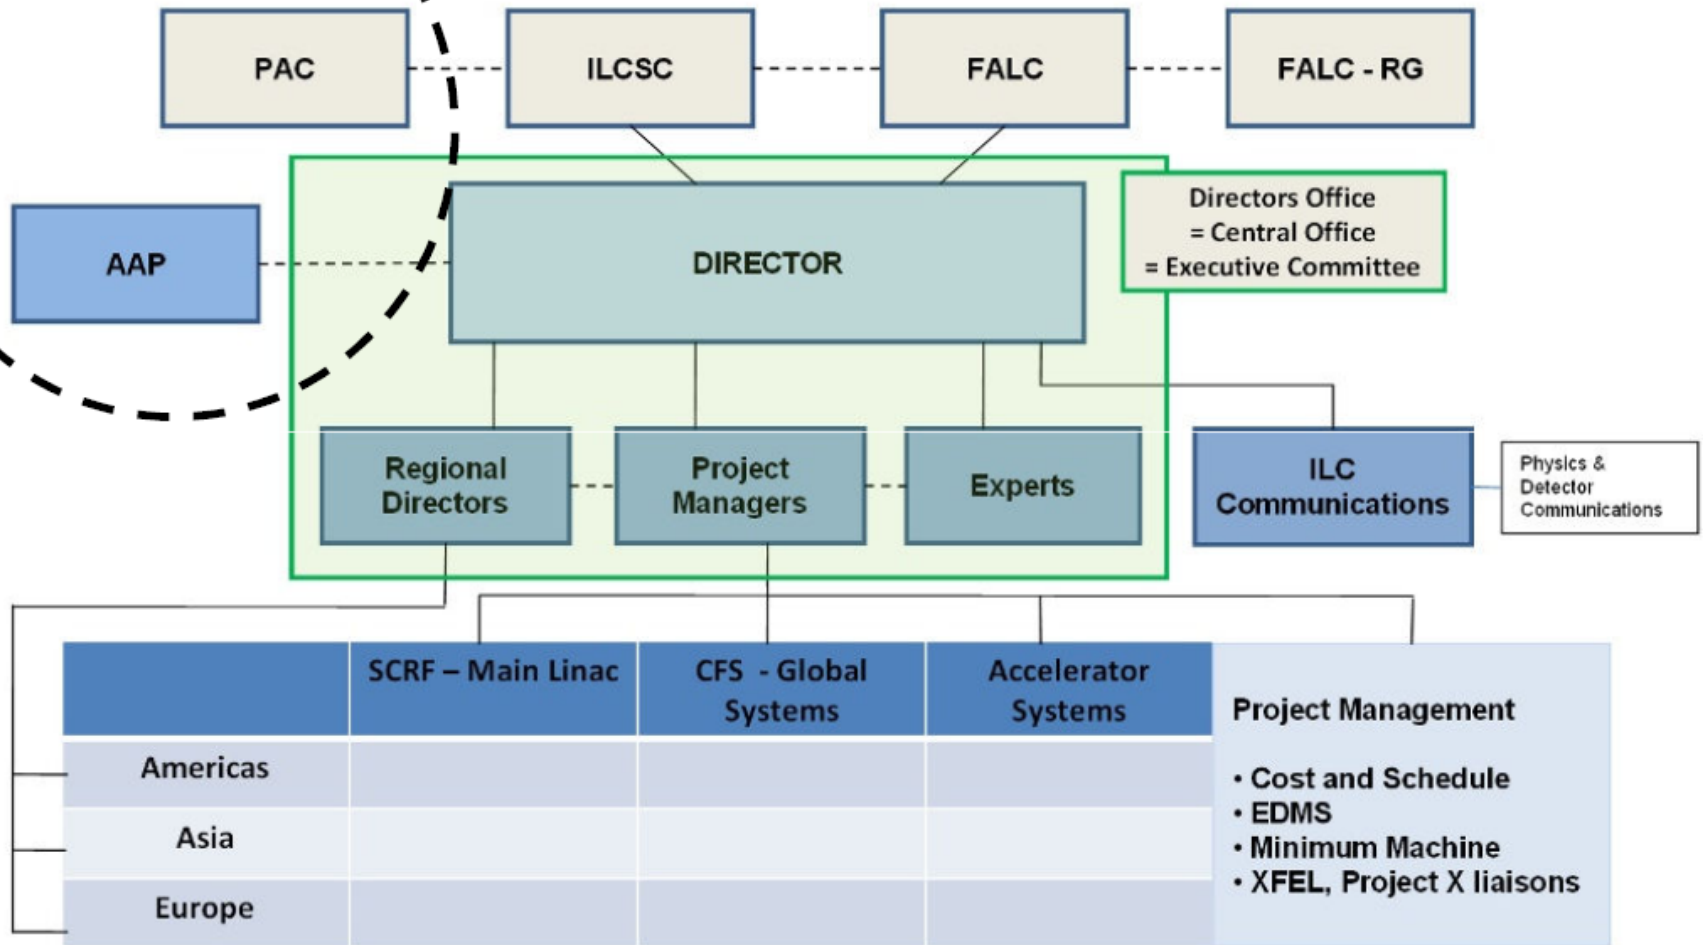 PAC
ILCSC
FALC
FALC - RG
AAP
DIRECTOR
Directors Office
= Central Office
= Executive Committee
Regional
Directors
Project
Managers
Experts
ILC
Communications
Physics &
Detector
Communications
SCRF – Main Linac
CFS - Global
Systems
Accelerator
Systems
Project Management
• Cost and Schedule
• EDMS
• Minimum Machine
• XFEL, Project X liaisons
Americas
Asia
Europe